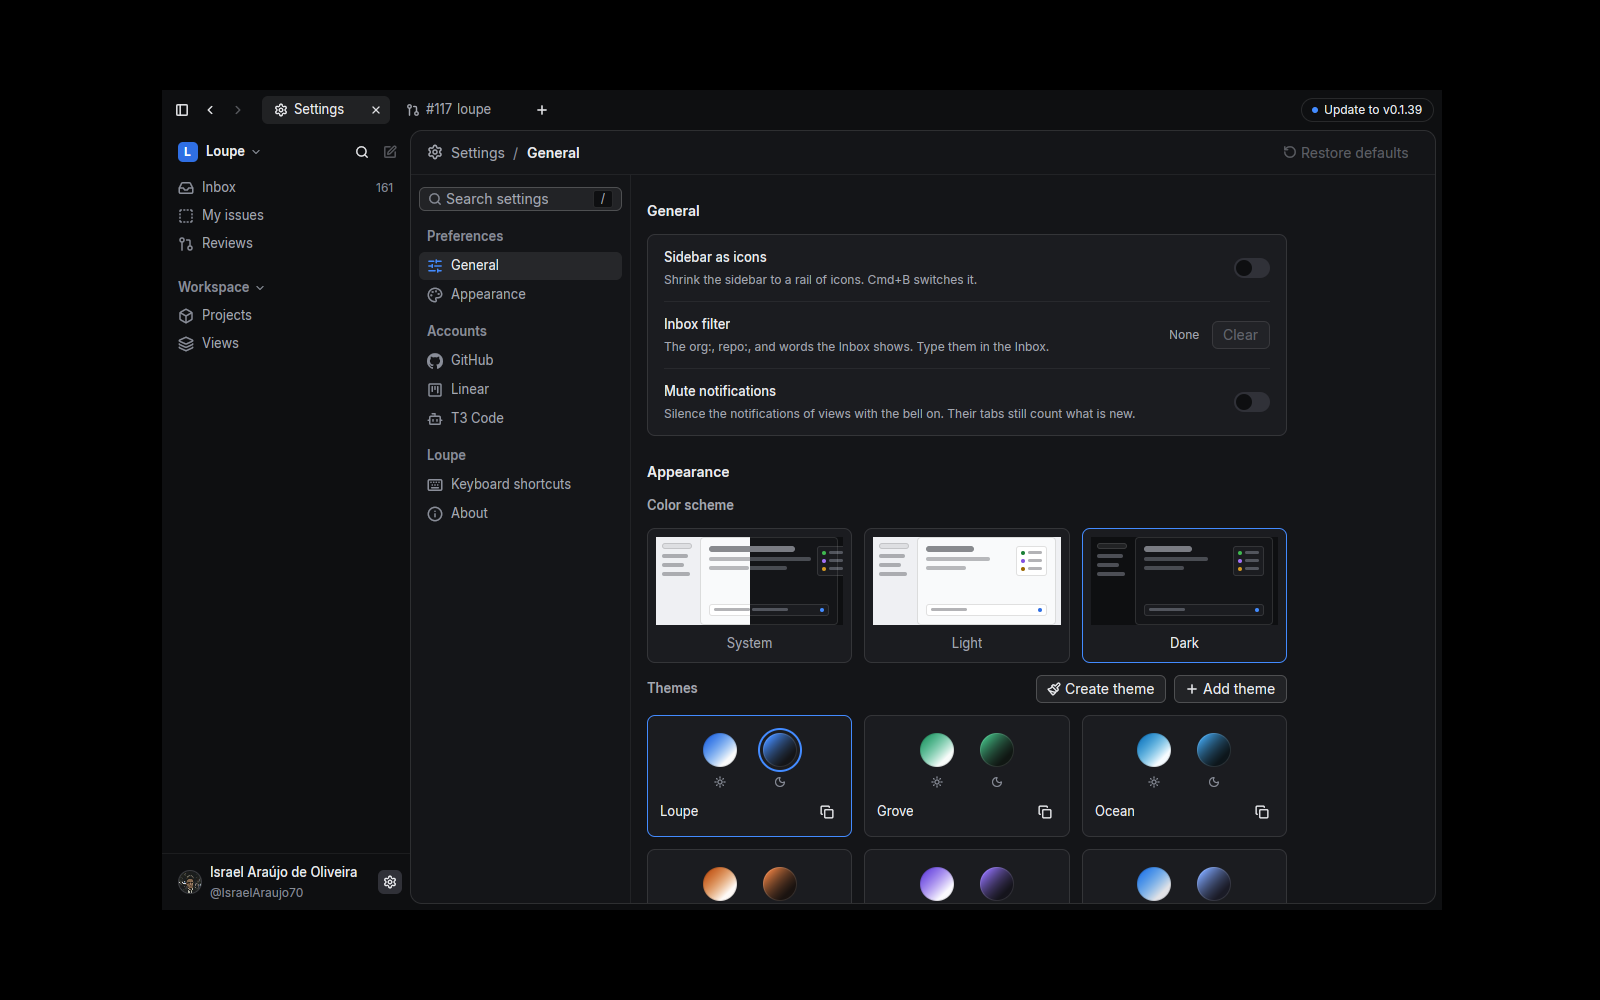 Settings
#117 loupe
Update to v0.1.39
L Loupe
Inbox 161
My issues
Reviews
Workspace
Projects
Views
Israel Araújo de Oliveira
@IsraelAraujo70
Settings / General
Restore defaults
Search settings /
Preferences
General
Appearance
Accounts
GitHub
Linear
T3 Code
Loupe
Keyboard shortcuts
About
General
Sidebar as icons
Shrink the sidebar to a rail of icons. Cmd+B switches it.
Inbox filter
The org:, repo:, and words the Inbox shows. Type them in the Inbox.
None Clear
Mute notifications
Silence the notifications of views with the bell on. Their tabs still count what is new.
Appearance
Color scheme
System
Light
Dark
Themes
Create theme
Add theme
Loupe
Grove
Ocean